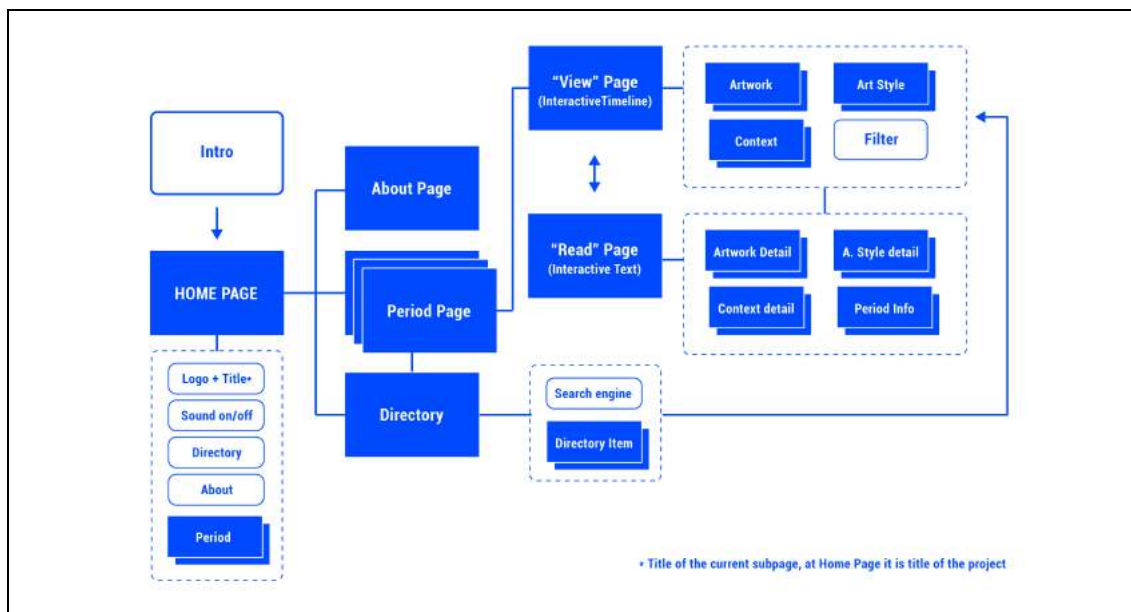 Intro
HOME PAGE
Logo + Title*
Sound on/off
Directory
About
Period
About Page
Period Page
Directory
“View” Page
(InteractiveTimeline)
“Read” Page
(Interactive Text)
Search engine
Directory Item
Artwork
Art Style
Context
Filter
Artwork Detail
A. Style detail
Context detail
Period Info
* Title of the current subpage, at Home Page it is title of the project